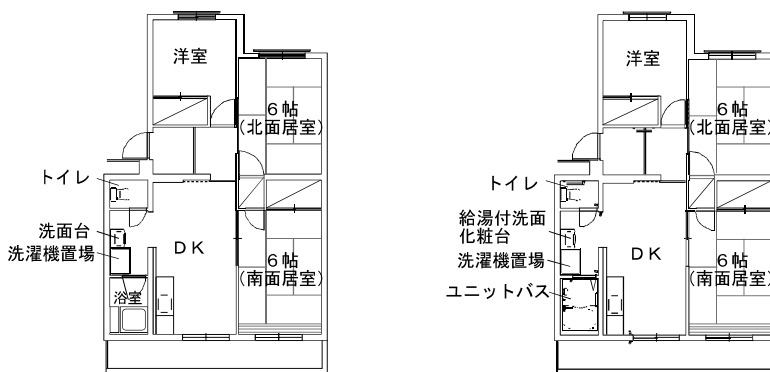 洋室
6帖
(北面居室)
トイレ
洗面台
洗濯機置場
DK
6帖
(南面居室)
浴室
洋室
6帖
(北面居室)
トイレ
給湯付洗面
化粧台
洗濯機置場
ユニットバス
DK
6帖
(南面居室)